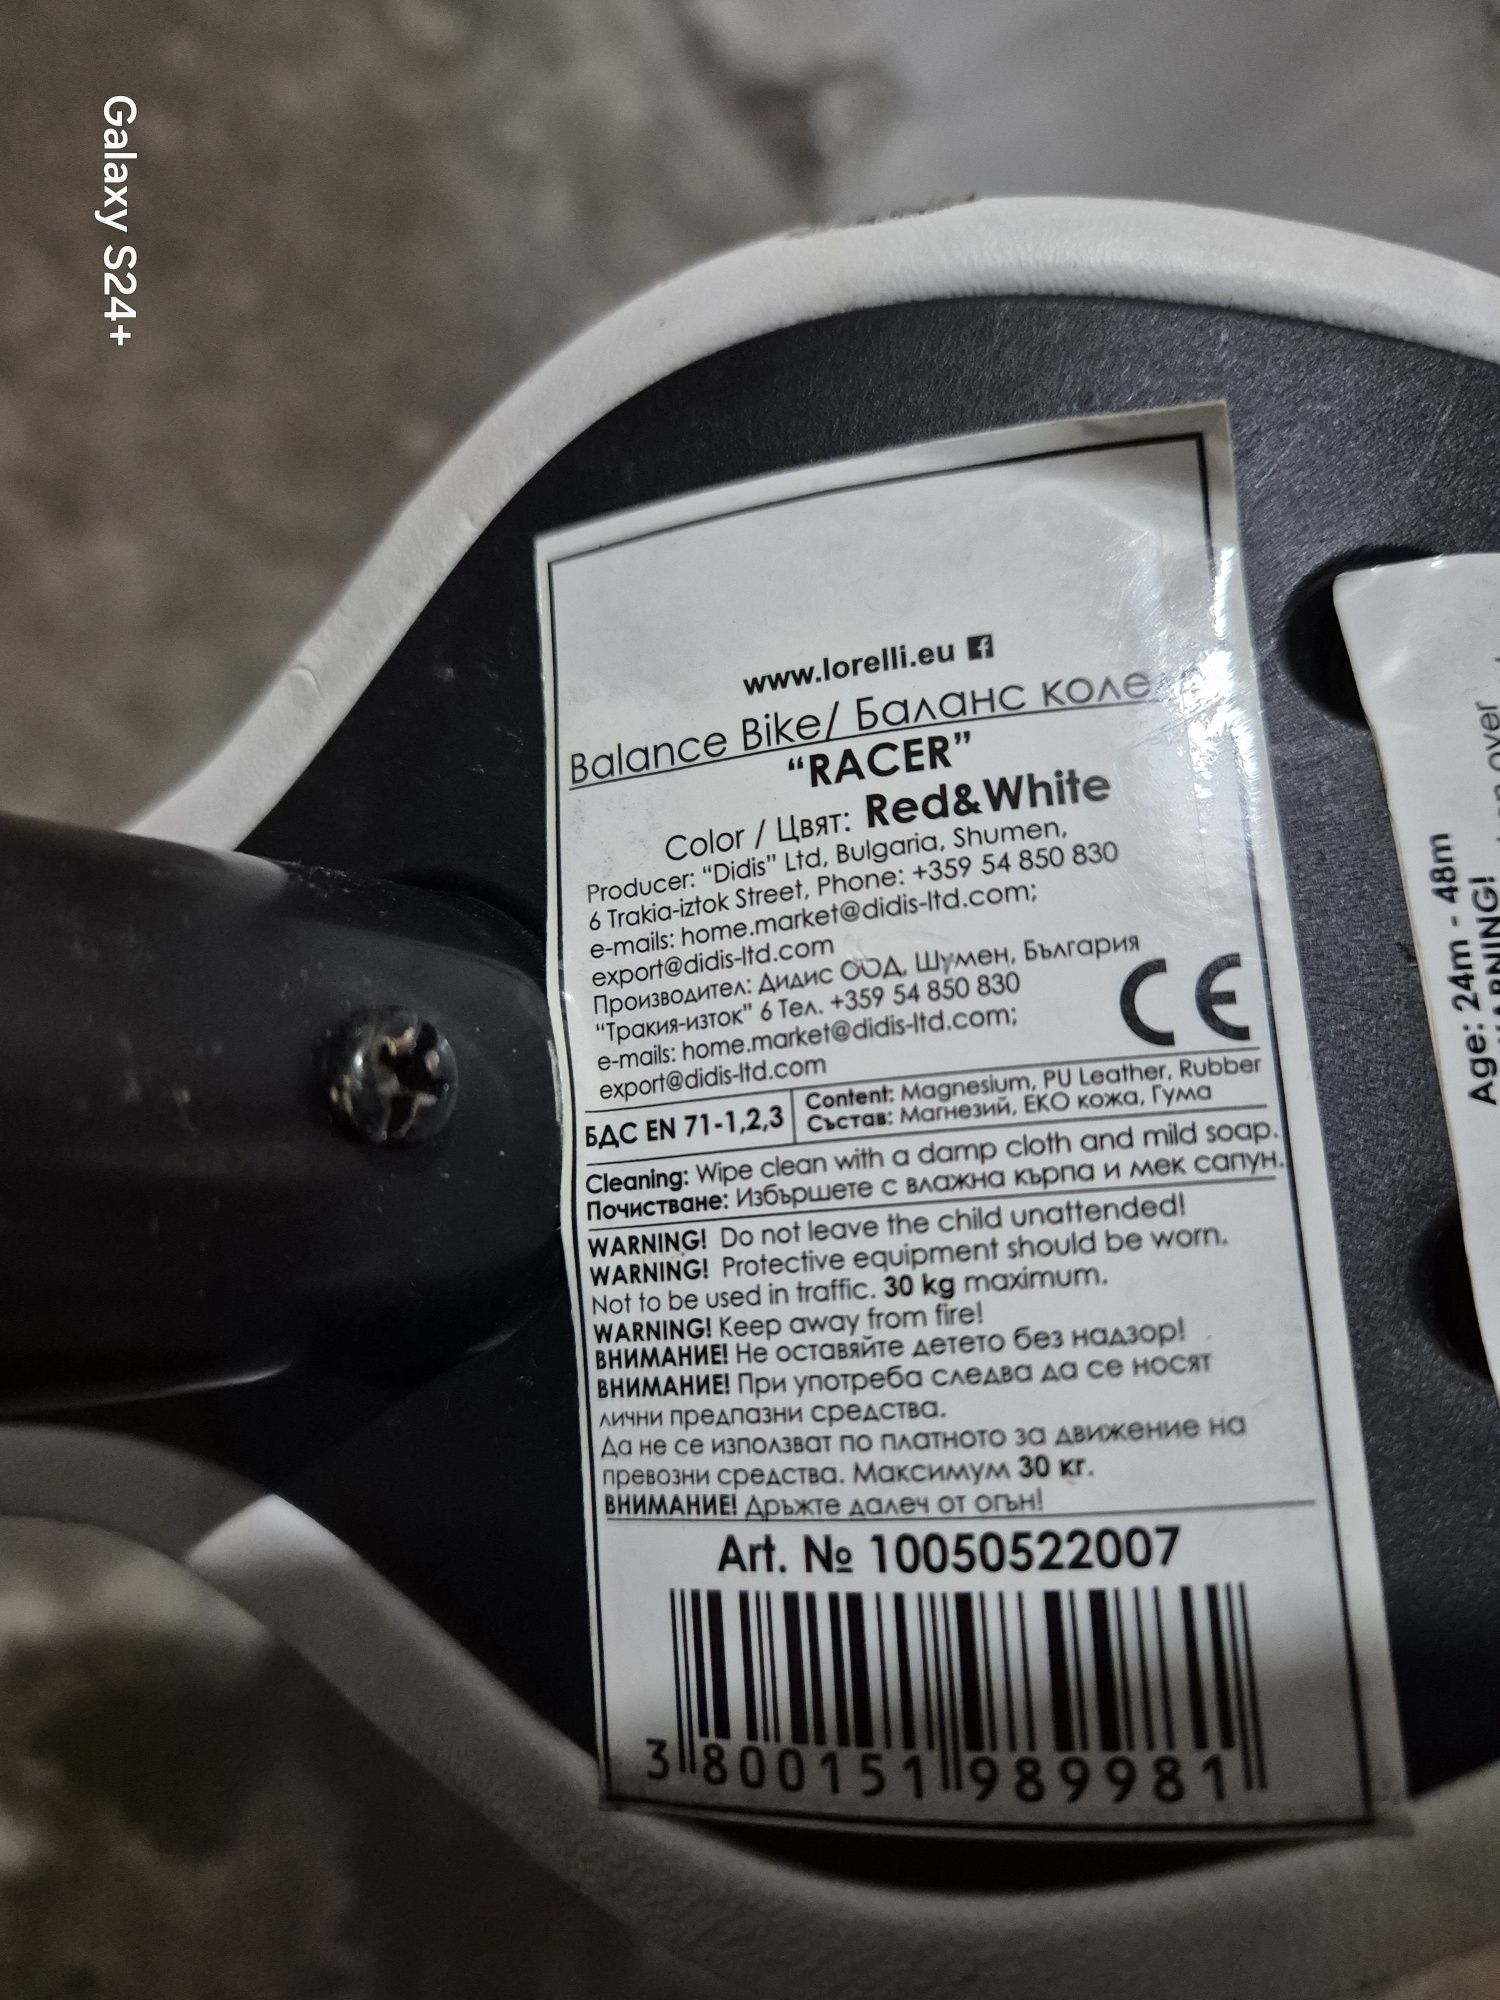 Galaxy S24+
www.lorelli.eu
Balance Bike/ Баланс коле
“RACER”
Color / Цвят: Red&White
Producer: “Didis” Ltd, Bulgaria, Shumen,
6 Trakia-iztok Street, Phone: +359 54 850 830
e-mails: home.market@didis-ltd.com;
export@didis-ltd.com
Производител: Дидис ООД, Шумен, България
“Тракия-изток” 6 Тел. +359 54 850 830
e-mails: home.market@didis-ltd.com;
export@didis-ltd.com
CE
БДС EN 71-1,2,3
Content: Magnesium, PU Leather, Rubber
Състав: Магнезий, ЕКО кожа, Гума
Cleaning: Wipe clean with a damp cloth and mild soap.
Почистване: Избършете с влажна кърпа и мек сапун.
WARNING! Do not leave the child unattended!
WARNING! Protective equipment should be worn.
Not to be used in traffic. 30 kg maximum.
WARNING! Keep away from fire!
ВНИМАНИЕ! Не оставяйте детето без надзор!
ВНИМАНИЕ! При употреба следва да се носят
лични предпазни средства.
Да не се използват по платното за движение на
превозни средства. Максимум 30 кг.
ВНИМАНИЕ! Дръжте далеч от огън!
Art. № 10050522007
3 800151 989981
Age: 24m - 48m
WARNING!
over